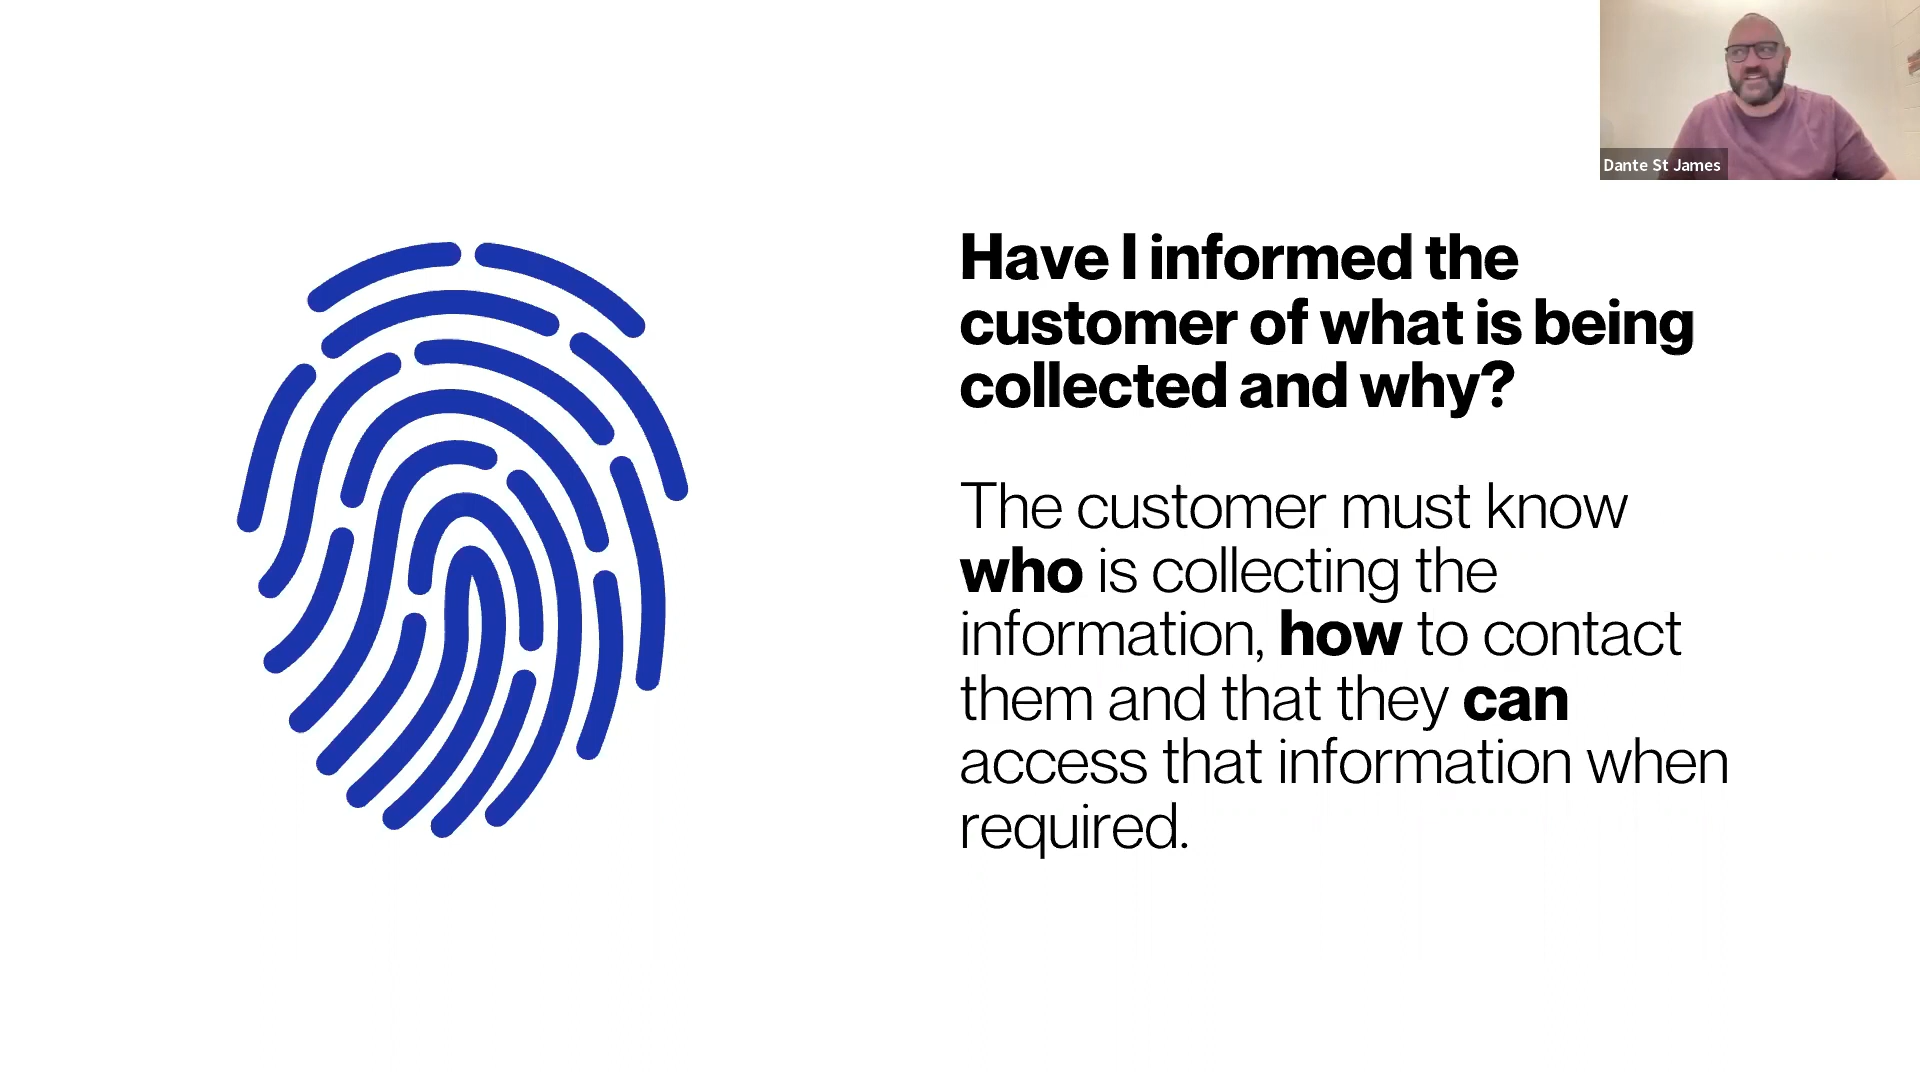 Dante St James
Have I informed the
customer of what is being
collected and why?
The customer must know
who is collecting the
information, how to contact
them and that they can
access that information when
required.